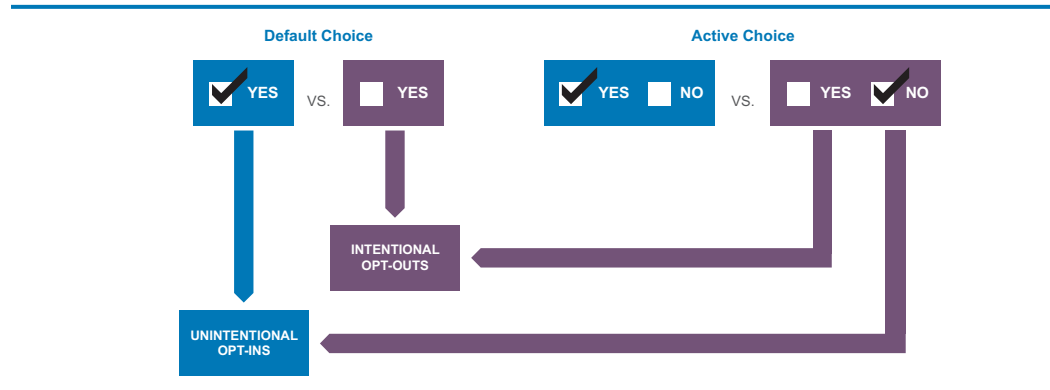 Default Choice
Active Choice
YES
VS.
YES
YES
NO
VS.
YES
NO
INTENTIONAL
OPT-OUTS
UNINTENTIONAL
OPT-INS